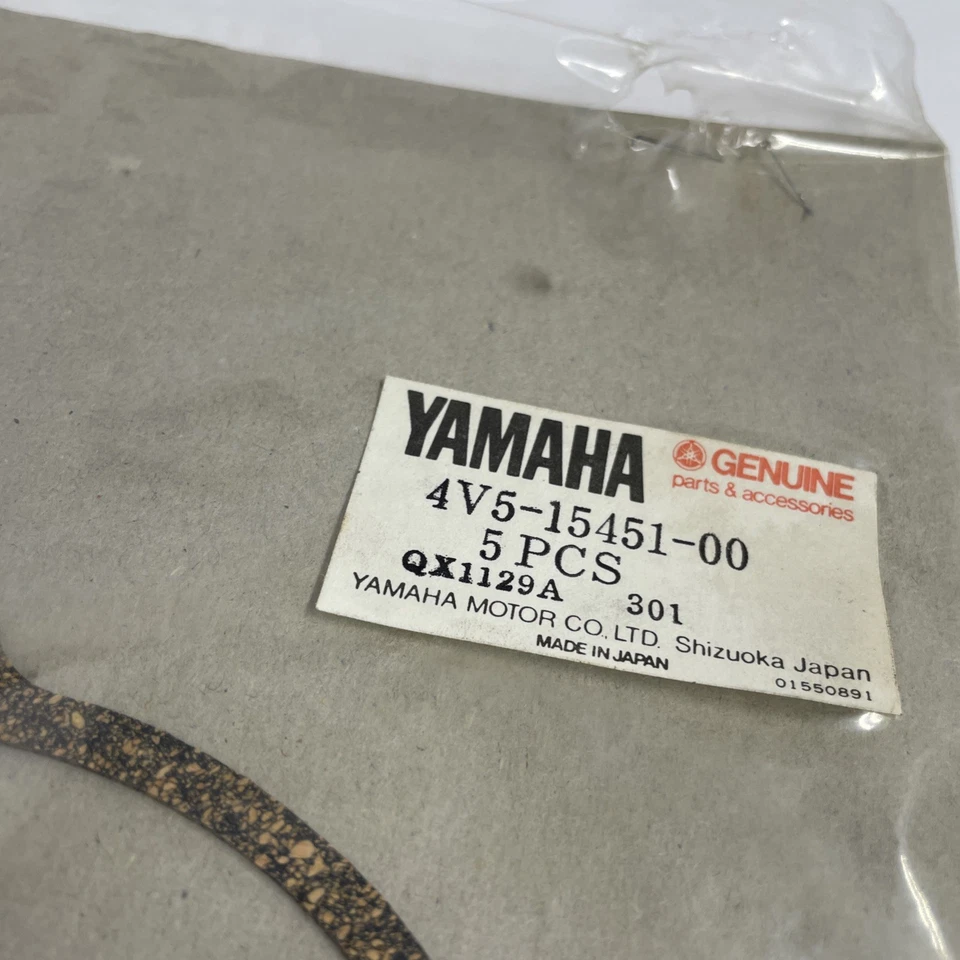 YAMAHA GENUINE
parts & accessories
4V5-15451-00
5 PCS
QX1129A 301
YAMAHA MOTOR CO., LTD. Shizuoka Japan
MADE IN JAPAN
01550891